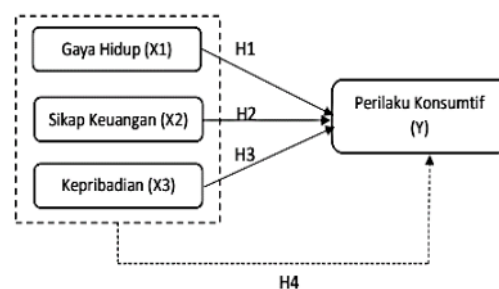 Gaya Hidup (X1)
H1
Sikap Keuangan (X2)
H2
Perilaku Konsumtif
(Y)
H3
Kepribadian (X3)
H4